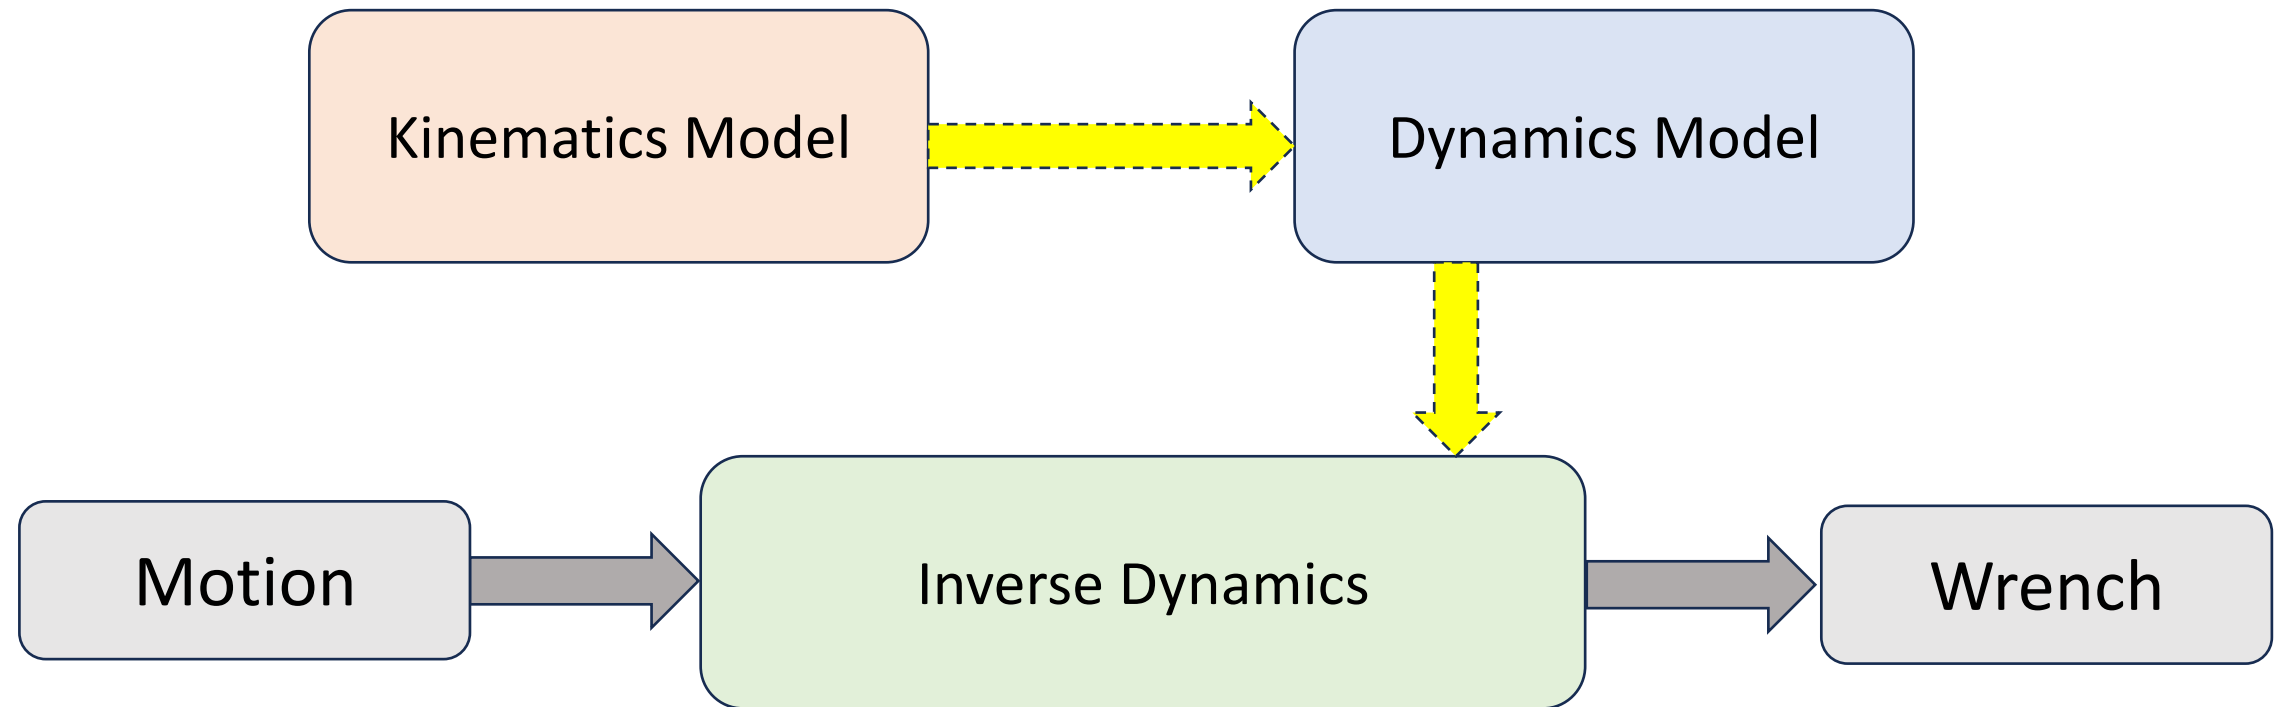 Kinematics Model
Dynamics Model
Motion
Inverse Dynamics
Wrench